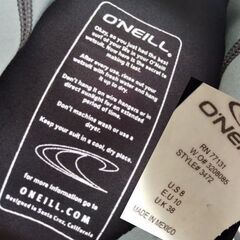 O'NEILL
Okay, so you just had the best
surf of your life in your O'Neill
wetsuit. Now here's the secret to
making it last:
After every use, rinse out your
wetsuit with fresh water and hang
to dry.
Don't hang on wire hangers or in
direct sunlight for an extended
period of time.
Don't machine wash or use a
dryer.
Keep your suit in a cool, dry place.
for more information go to
ONEILL.COM
Designed in Santa Cruz, California
O'NEILL
RN 77131
W.O# 3208085
STYLE# 3472
US 8
EU 10
UK 38
MADE IN MEXICO